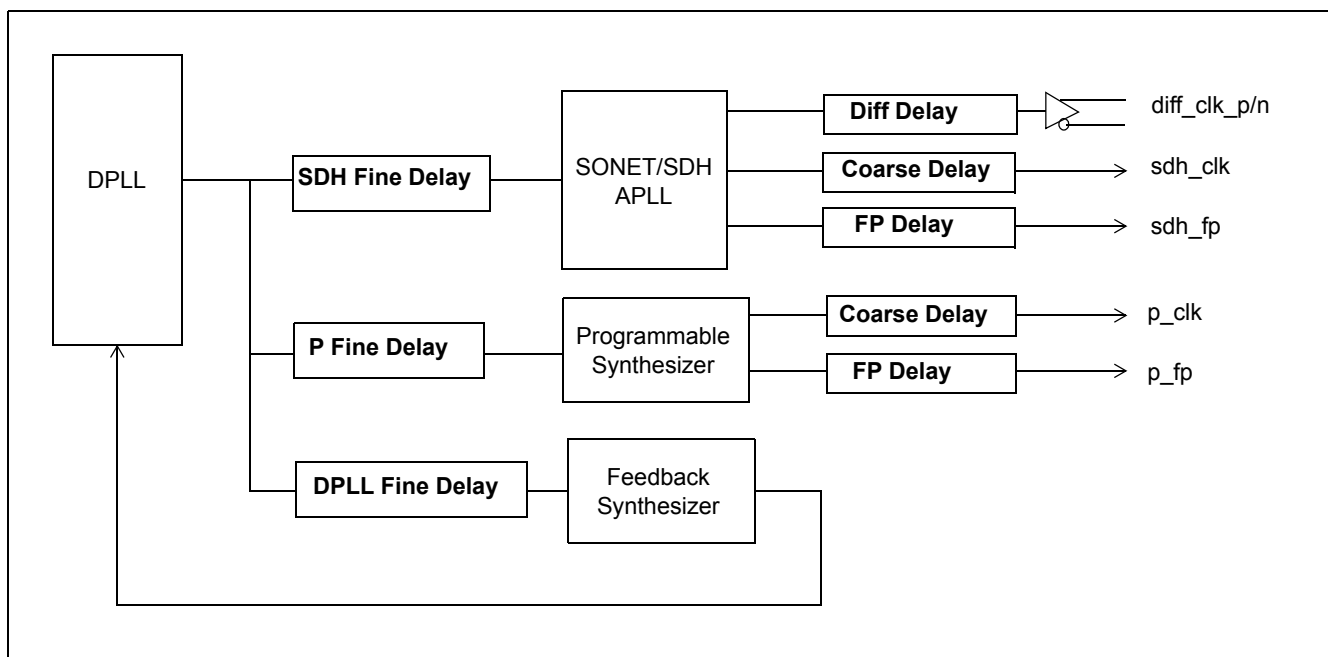 DPLL
SDH Fine Delay
SONET/SDH
APLL
Diff Delay
diff_clk_p/n
Coarse Delay
sdh_clk
FP Delay
sdh_fp
P Fine Delay
Programmable
Synthesizer
Coarse Delay
p_clk
FP Delay
p_fp
DPLL Fine Delay
Feedback
Synthesizer